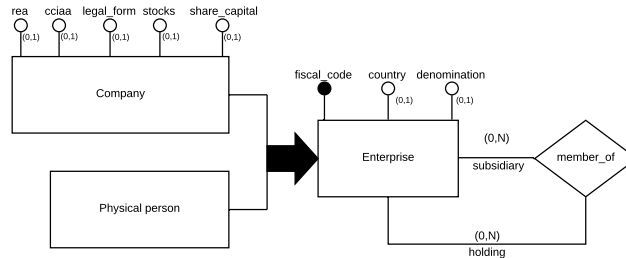 rea cciaa legal_form stocks share_capital
(0,1) (0,1) (0,1) (0,1) (0,1)
Company
fiscal_code country denomination
(0,1) (0,1)
Enterprise
(0,N)
subsidiary
member_of
Physical person
(0,N)
holding